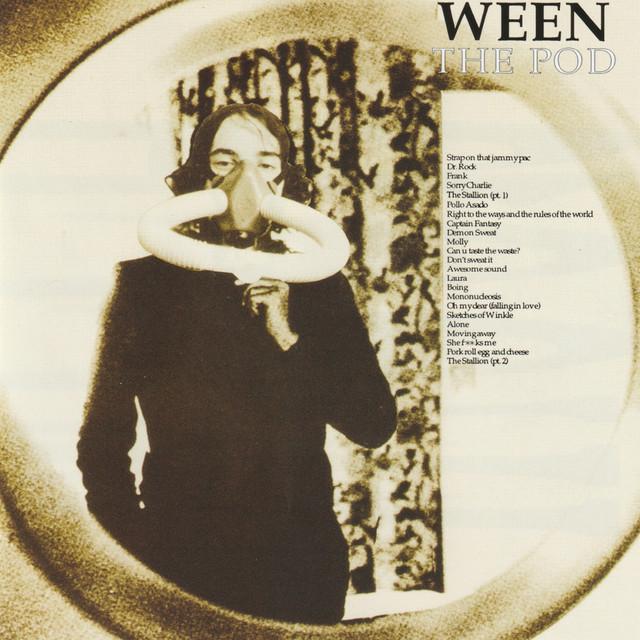 WEEN
THE POD
Strap on that jammypac
Dr. Rock
Frank
Sorry Charlie
The Stallion (pt. 1)
Pollo Asado
Right to the ways and the rules of the world
Captain Fantasy
Demon Sweat
Molly
Can u taste the waste?
Don't sweat it
Awesome sound
Laura
Boing
Mononucleosis
Oh my dear (falling in love)
Sketches of Winkle
Alone
Moving away
She f**ks me
Pork roll egg and cheese
The Stallion (pt. 2)